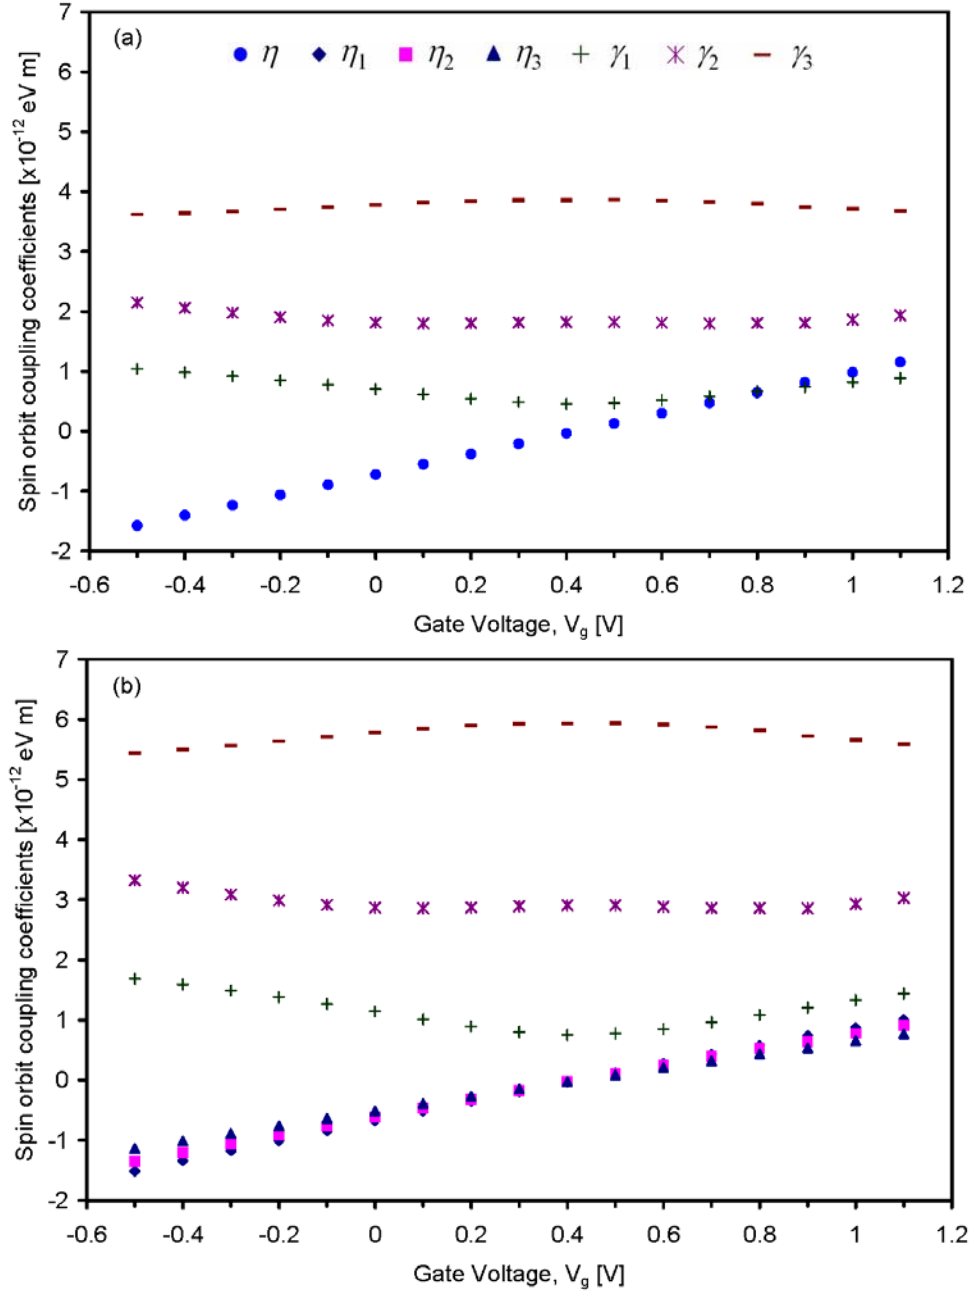 (a)
η η₁ η₂ η₃ γ₁ γ₂ γ₃
Spin orbit coupling coefficients [x10⁻¹² eV m]
7
6
5
4
3
2
1
0
-1
-2
-0.6 -0.4 -0.2 0 0.2 0.4 0.6 0.8 1 1.2
Gate Voltage, V_g [V]
(b)
Spin orbit coupling coefficients [x10⁻¹² eV m]
7
6
5
4
3
2
1
0
-1
-2
-0.6 -0.4 -0.2 0 0.2 0.4 0.6 0.8 1 1.2
Gate Voltage, V_g [V]